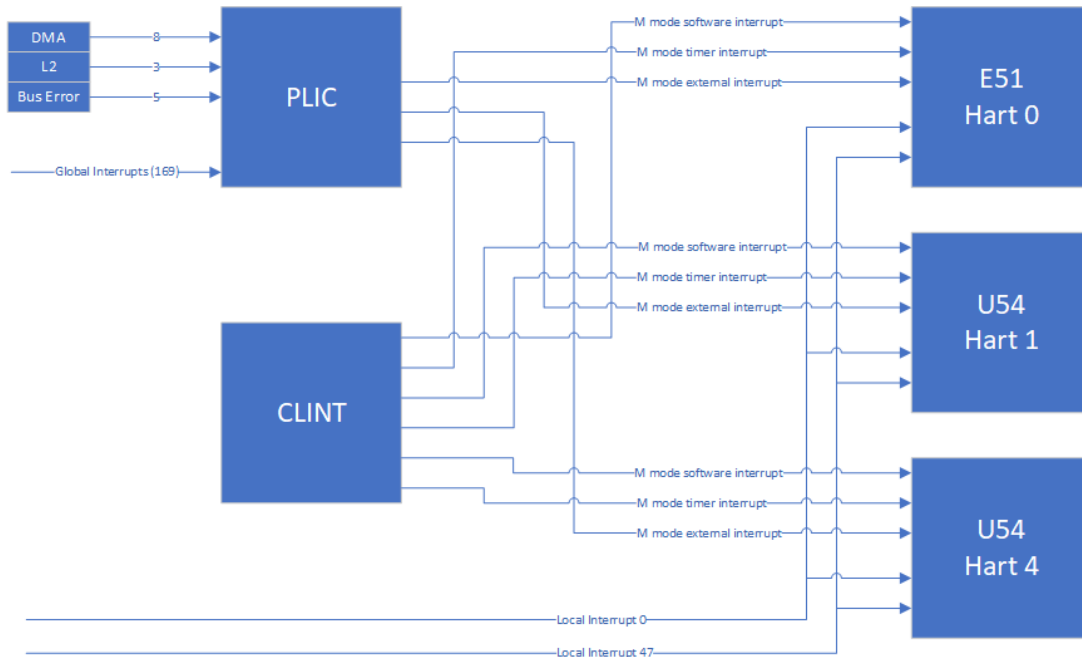 DMA
8
L2
3
Bus Error
5
PLIC
Global Interrupts (169)
M mode software interrupt
M mode timer interrupt
M mode external interrupt
E51
Hart 0
M mode software interrupt
M mode timer interrupt
M mode external interrupt
U54
Hart 1
CLINT
M mode software interrupt
M mode timer interrupt
M mode external interrupt
U54
Hart 4
Local Interrupt 0
Local Interrupt 47